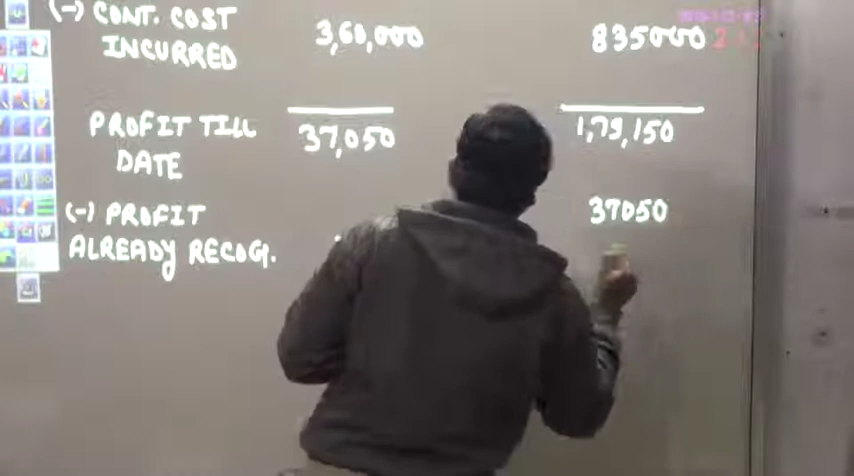 (-) CONT. COST 3,60,000 835000
INCURRED
PROFIT TILL 37,050 1,79,150
DATE
(-) PROFIT 37050
ALREADY RECOG.